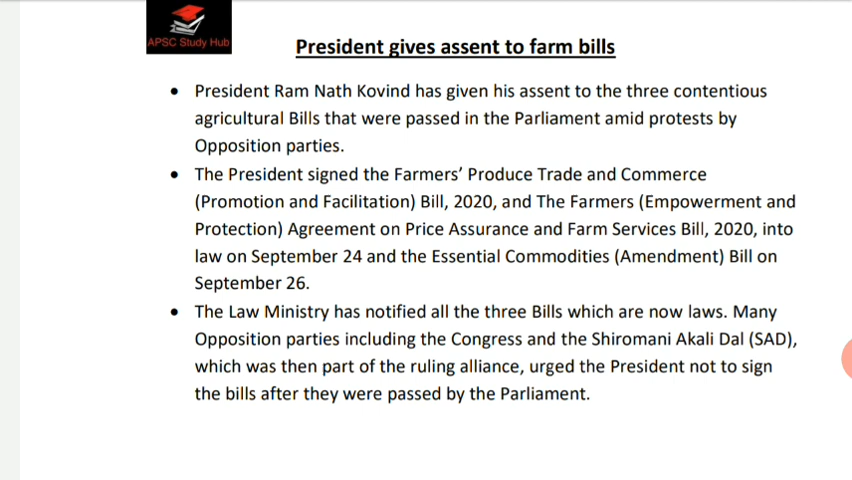 APSC Study Hub
President gives assent to farm bills
• President Ram Nath Kovind has given his assent to the three contentious
agricultural Bills that were passed in the Parliament amid protests by
Opposition parties.
• The President signed the Farmers’ Produce Trade and Commerce
(Promotion and Facilitation) Bill, 2020, and The Farmers (Empowerment and
Protection) Agreement on Price Assurance and Farm Services Bill, 2020, into
law on September 24 and the Essential Commodities (Amendment) Bill on
September 26.
• The Law Ministry has notified all the three Bills which are now laws. Many
Opposition parties including the Congress and the Shiromani Akali Dal (SAD),
which was then part of the ruling alliance, urged the President not to sign
the bills after they were passed by the Parliament.